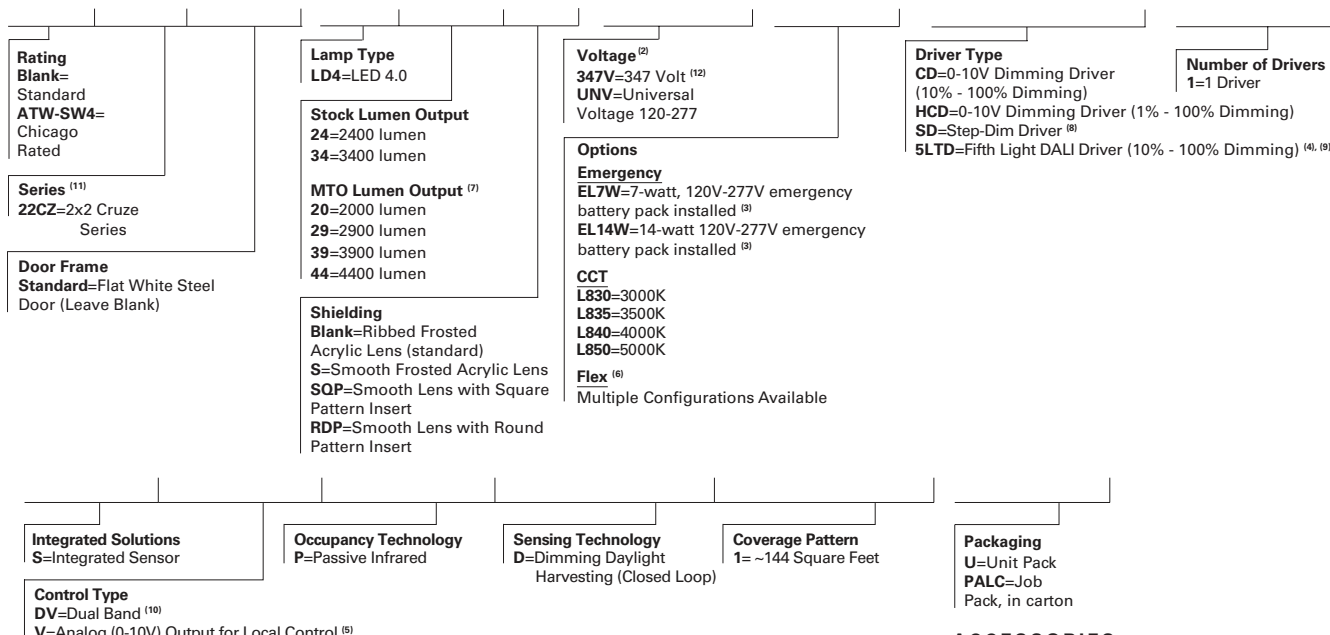 Rating
Blank=
Standard
ATW-SW4=
Chicago
Rated
Series (11)
22CZ=2x2 Cruze
Series
Door Frame
Standard=Flat White Steel
Door (Leave Blank)
Lamp Type
LD4=LED 4.0
Stock Lumen Output
24=2400 lumen
34=3400 lumen
MTO Lumen Output (7)
20=2000 lumen
29=2900 lumen
39=3900 lumen
44=4400 lumen
Shielding
Blank=Ribbed Frosted
Acrylic Lens (standard)
S=Smooth Frosted Acrylic Lens
SQP=Smooth Lens with Square
Pattern Insert
RDP=Smooth Lens with Round
Pattern Insert
Voltage(2)
347V=347 Volt (12)
UNV=Universal
Voltage 120-277
Options
Emergency
EL7W=7-watt, 120V-277V emergency
battery pack installed (3)
EL14W=14-watt 120V-277V emergency
battery pack installed (3)
CCT
L830=3000K
L835=3500K
L840=4000K
L850=5000K
Flex (6)
Multiple Configurations Available
Driver Type
CD=0-10V Dimming Driver
(10% - 100% Dimming)
HCD=0-10V Dimming Driver (1% - 100% Dimming)
SD=Step-Dim Driver (8)
5LTD=Fifth Light DALI Driver (10% - 100% Dimming) (4), (9)
Number of Drivers
1=1 Driver
Integrated Solutions
S=Integrated Sensor
Control Type
DV=Dual Band (10)
V=Analog (0-10V) Output for Local Control (5)
Occupancy Technology
P=Passive Infrared
Sensing Technology
D=Dimming Daylight
Harvesting (Closed Loop)
Coverage Pattern
1= ~144 Square Feet
Packaging
U=Unit Pack
PALC=Job
Pack, in carton
ACCESSORIES